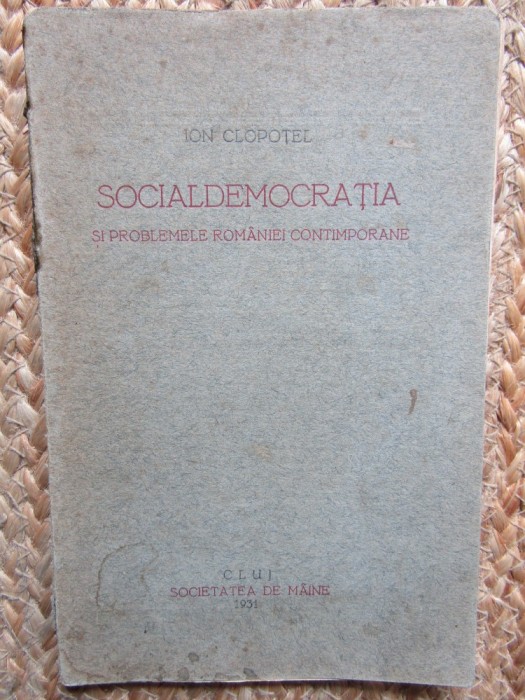 ION CLOPOȚEL
SOCIALDEMOCRAȚIA
ȘI PROBLEMELE ROMÂNIEI CONTIMPORANE
CLUJ
SOCIETATEA DE MÂINE
1931